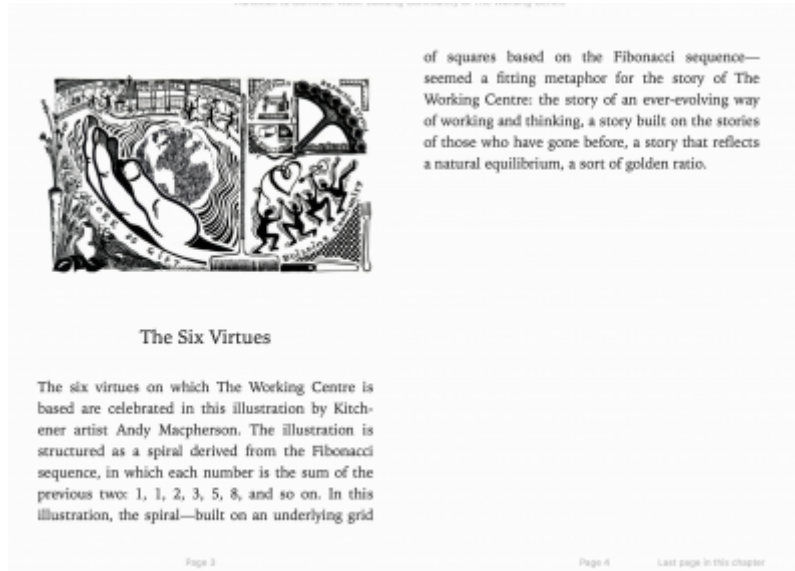 WORK AS GIFT
Building Community
The Six Virtues
The six virtues on which The Working Centre is
based are celebrated in this illustration by Kitch-
ener artist Andy Macpherson. The illustration is
structured as a spiral derived from the Fibonacci
sequence, in which each number is the sum of the
previous two: 1, 1, 2, 3, 5, 8, and so on. In this
illustration, the spiral—built on an underlying grid
Page 3
of squares based on the Fibonacci sequence—
seemed a fitting metaphor for the story of The
Working Centre: the story of an ever-evolving way
of working and thinking, a story built on the stories
of those who have gone before, a story that reflects
a natural equilibrium, a sort of golden ratio.
Page 4
Last page in this chapter